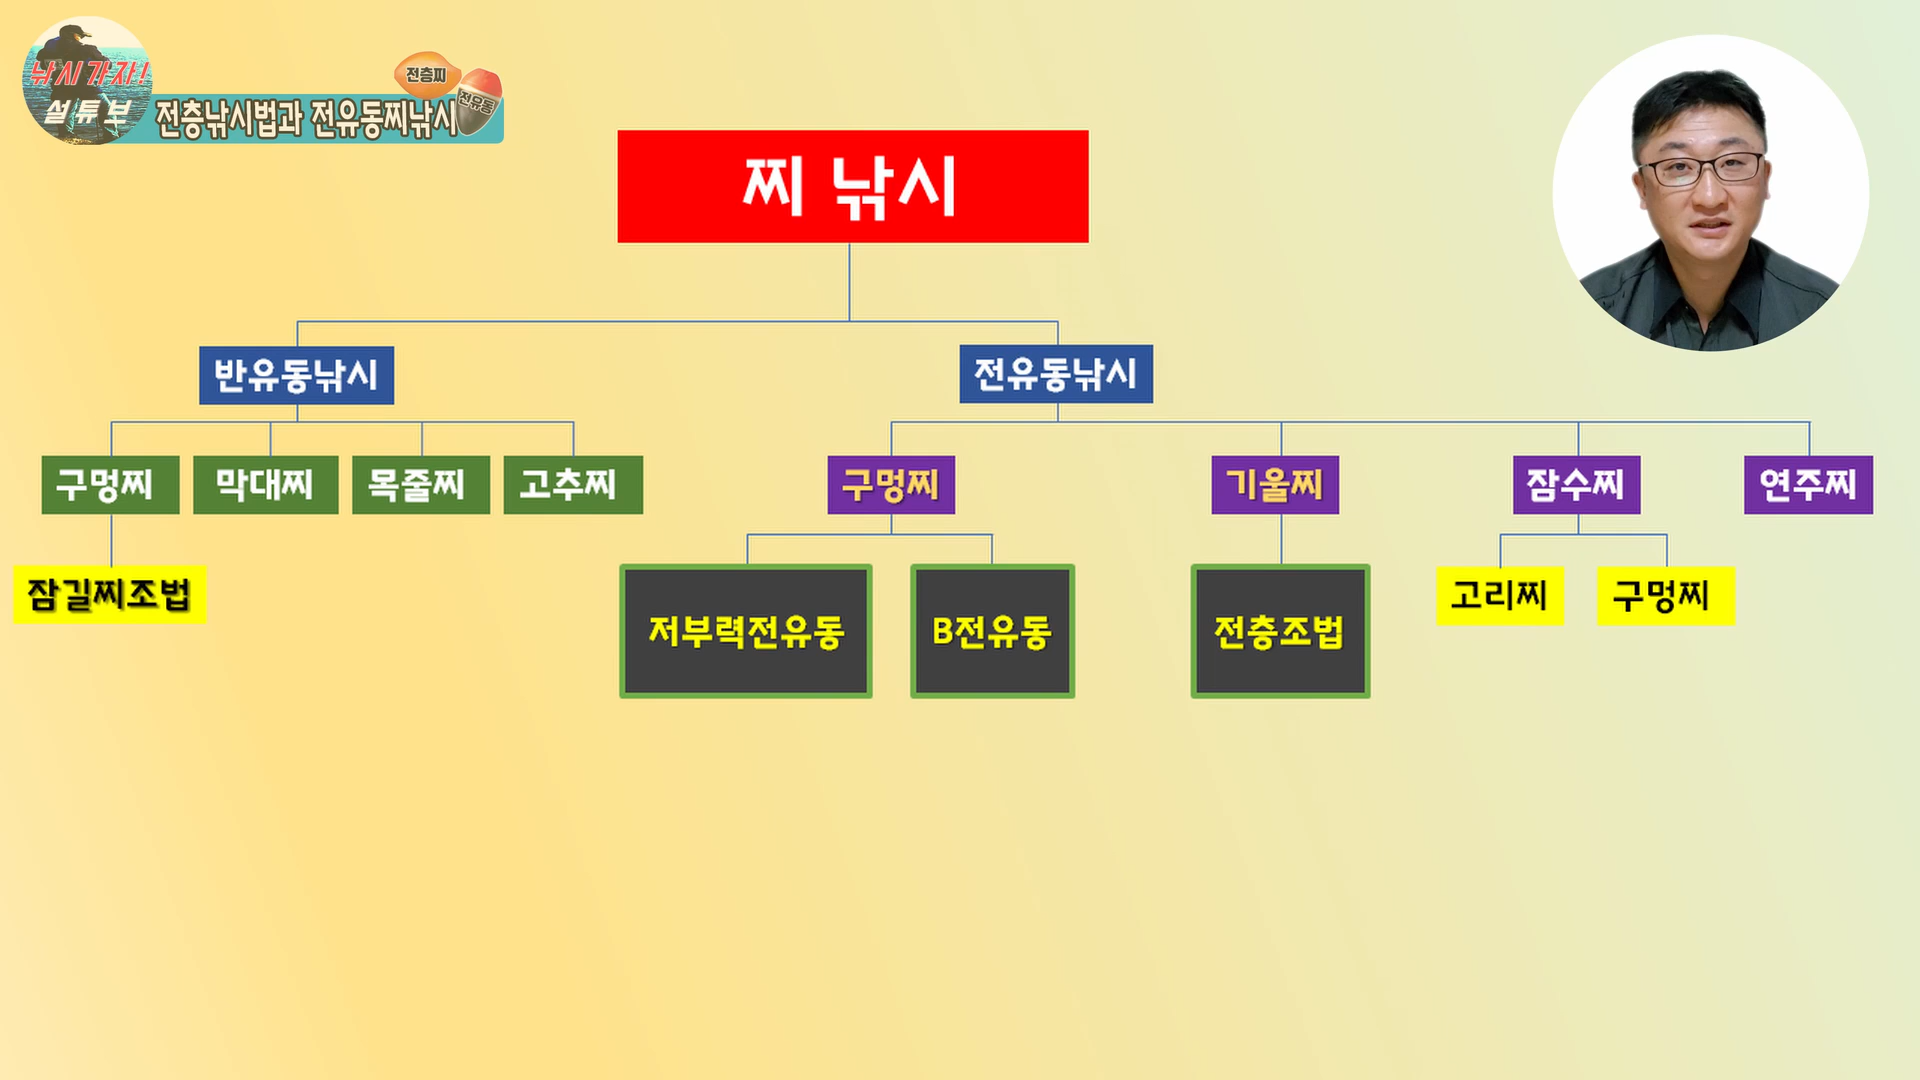 낚시가자!
설튜브
전층찌
전유동
전층낚시법과 전유동찌낚시
찌 낚시
반유동낚시
전유동낚시
구멍찌
막대찌
목줄찌
고추찌
구멍찌
기울찌
잠수찌
연주찌
잠길찌조법
저부력전유동
B전유동
전층조법
고리찌
구멍찌